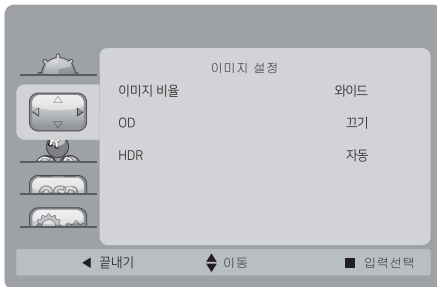 이미지 설정
이미지 비율 와이드
OD 끄기
HDR 자동
OSD
◀ 끝내기 이동 ■ 입력선택